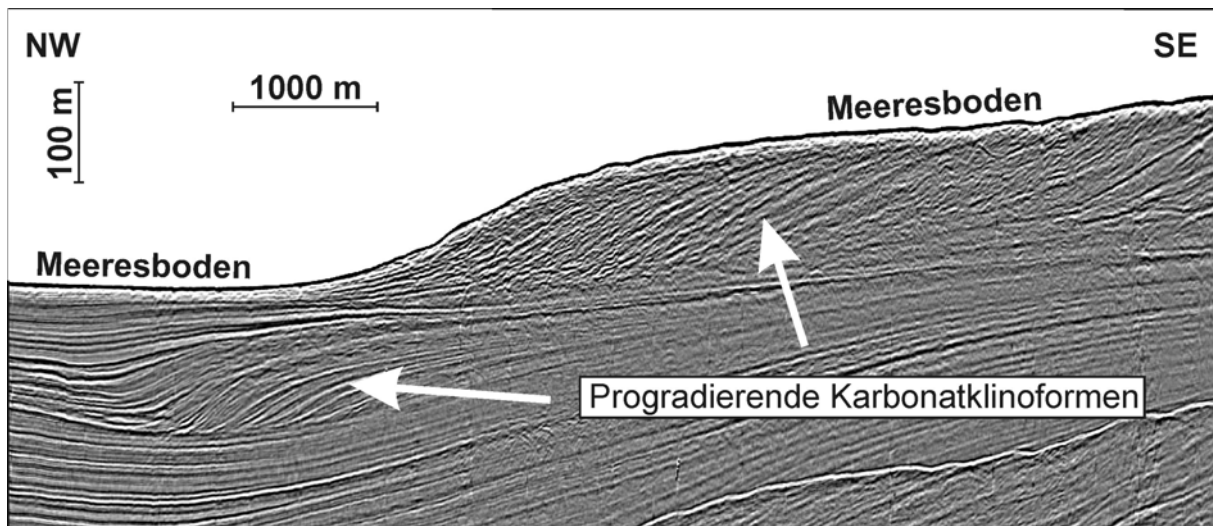 NW
SE
1000 m
100 m
Meeresboden
Meeresboden
Progradierende Karbonatklinoformen